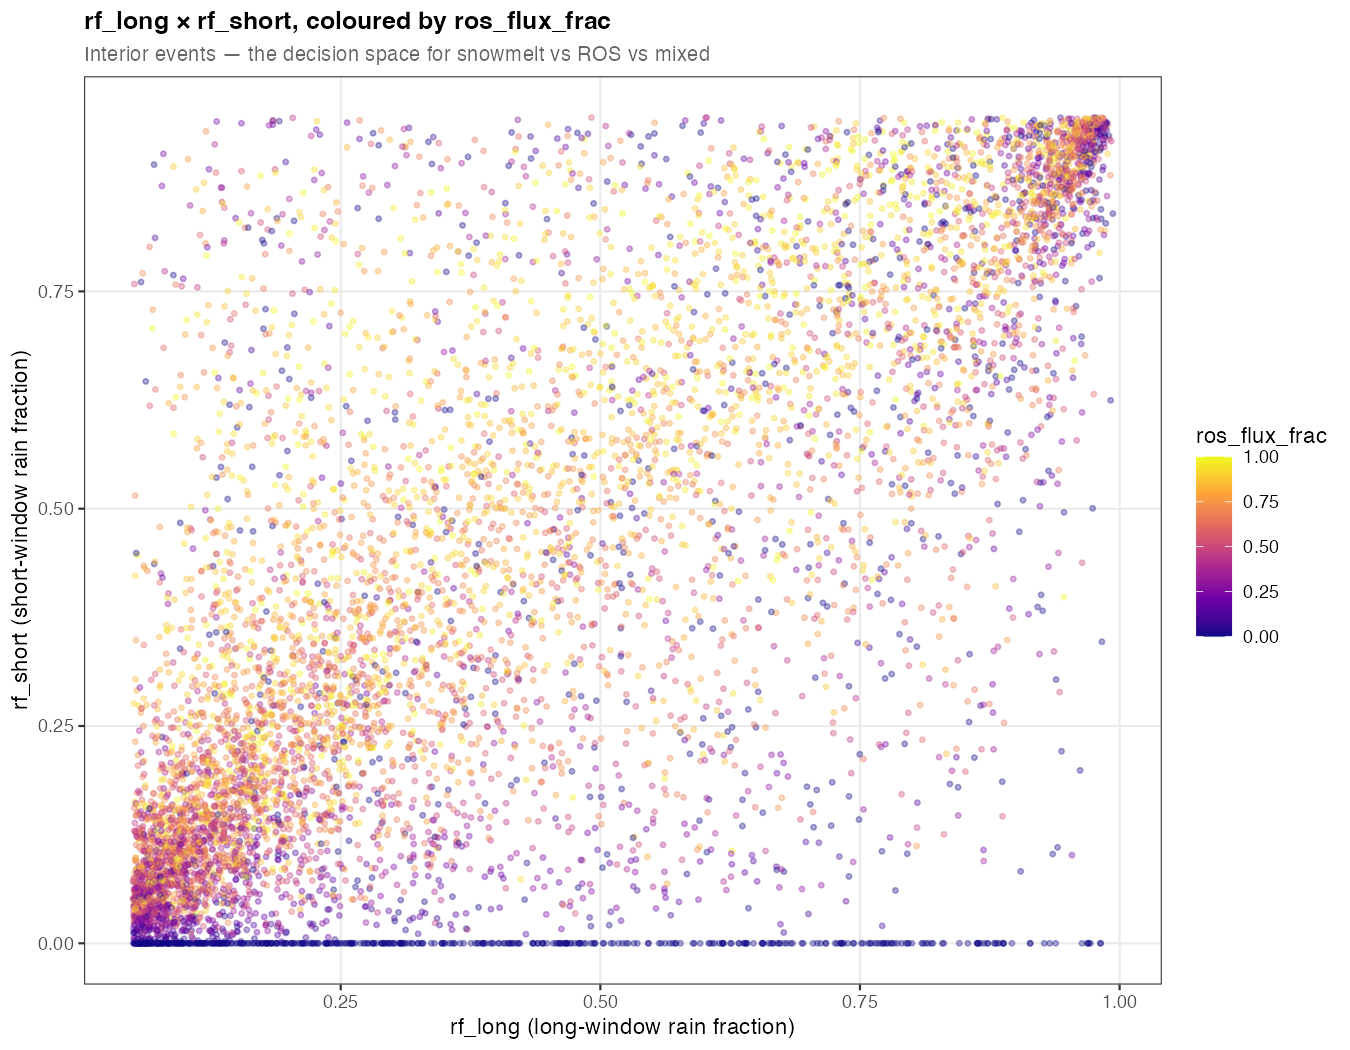 rf_long × rf_short, coloured by ros_flux_frac
Interior events — the decision space for snowmelt vs ROS vs mixed
rf_short (short-window rain fraction)
0.75
0.50
0.25
0.00
0.25
0.50
0.75
1.00
rf_long (long-window rain fraction)
ros_flux_frac
1.00
0.75
0.50
0.25
0.00